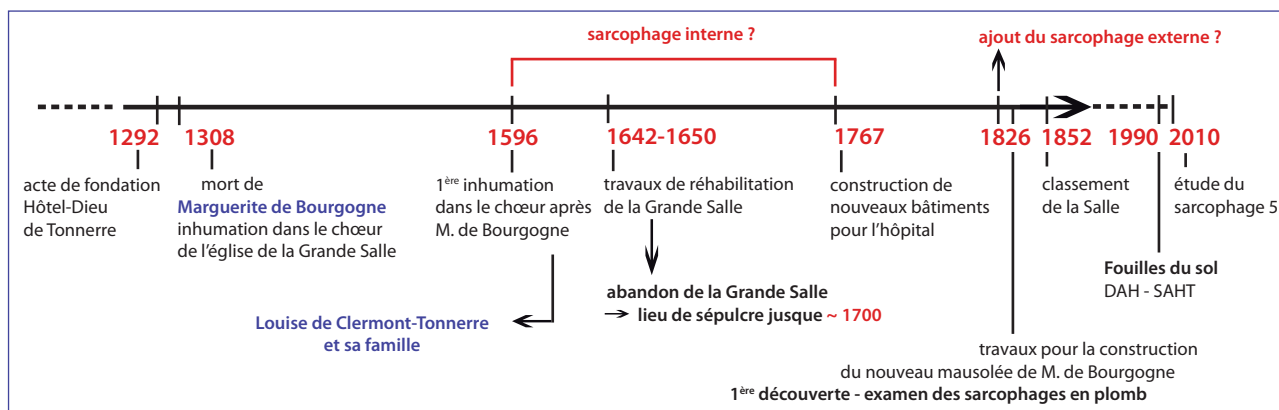 sarcophage interne ?
ajout du sarcophage externe ?
1292
1308
1596
1642-1650
1767
1826
1852
1990
2010
acte de fondation
Hôtel-Dieu
de Tonnerre
mort de
Marguerite de Bourgogne
inhumation dans le chœur
de l'église de la Grande Salle
1ère inhumation
dans le chœur après
M. de Bourgogne
Louise de Clermont-Tonnerre
et sa famille
travaux de réhabilitation
de la Grande Salle
abandon de la Grande Salle
→ lieu de sépulcre jusque ~ 1700
construction de
nouveaux bâtiments
pour l'hôpital
travaux pour la construction
du nouveau mausolée de M. de Bourgogne
1ère découverte - examen des sarcophages en plomb
classement
de la Salle
Fouilles du sol
DAH - SAHT
étude du
sarcophage 5